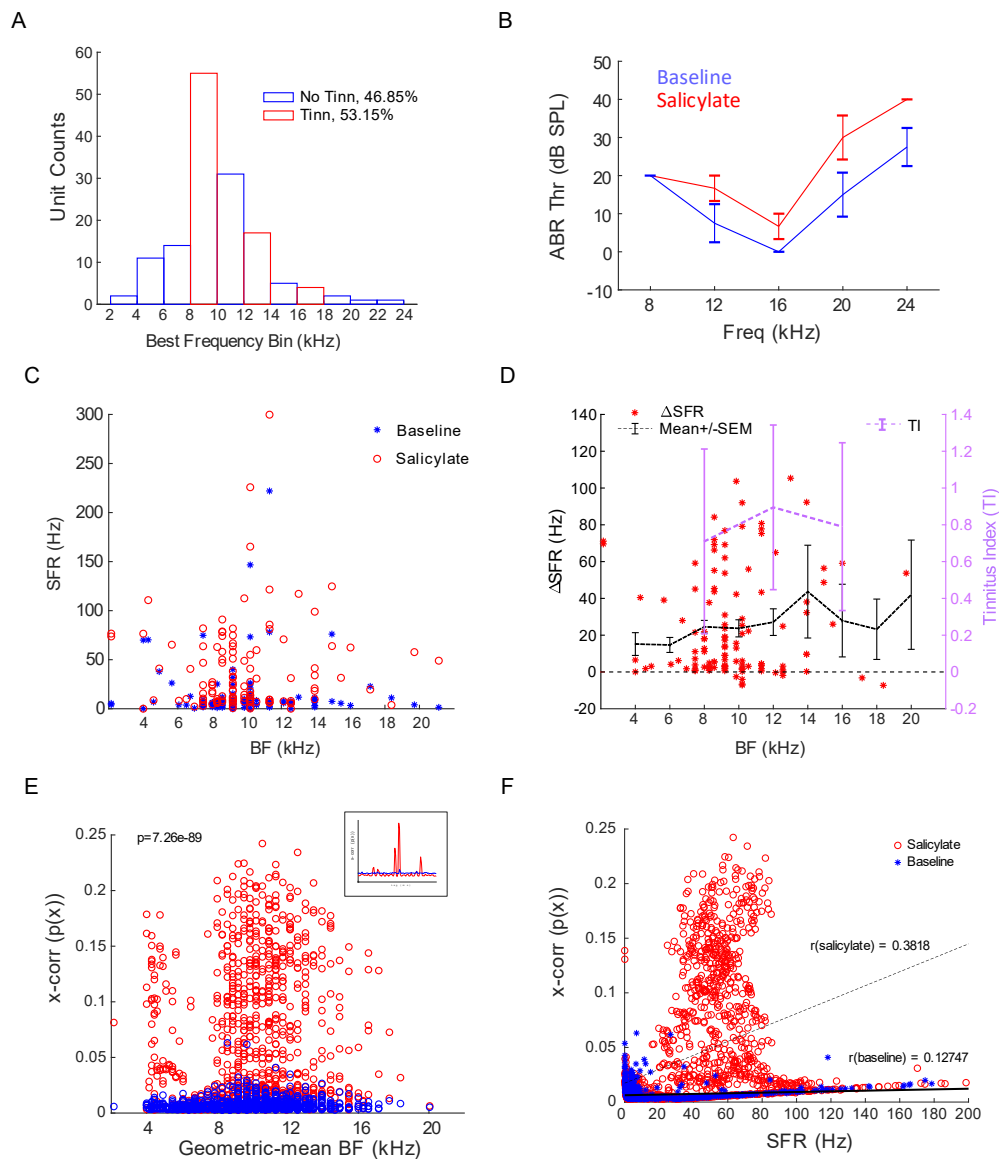 A
60
50
40
30
20
10
0
Unit Counts
No Tinn, 46.85%
Tinn, 53.15%
2 4 6 8 10 12 14 16 18 20 22 24
Best Frequency Bin (kHz)
B
40
30
20
10
0
-10
ABR Thr (dB SPL)
Baseline
Salicylate
8 12 16 20 24
Freq (kHz)
C
300
250
200
150
100
50
0
SFR (Hz)
Baseline
Salicylate
4 6 8 10 12 14 16 18 20
BF (kHz)
D
140
120
100
80
60
40
20
0
-20
ΔSFR (Hz)
ΔSFR
Mean+/-SEM
TI
1.4
1.2
1
0.8
0.6
0.4
0.2
0
-0.2
Tinnitus Index (TI)
4 6 8 10 12 14 16 18 20
BF (kHz)
E
0.25
0.2
0.15
0.1
0.05
0
x-corr (p(x))
p=7.26e-89
4 8 12 16 20
Geometric-mean BF (kHz)
F
0.25
0.2
0.15
0.1
0.05
0
x-corr (p(x))
Salicylate
Baseline
r(salicylate) = 0.3818
r(baseline) = 0.12747
0 20 40 60 80 100 120 140 160 180 200
SFR (Hz)